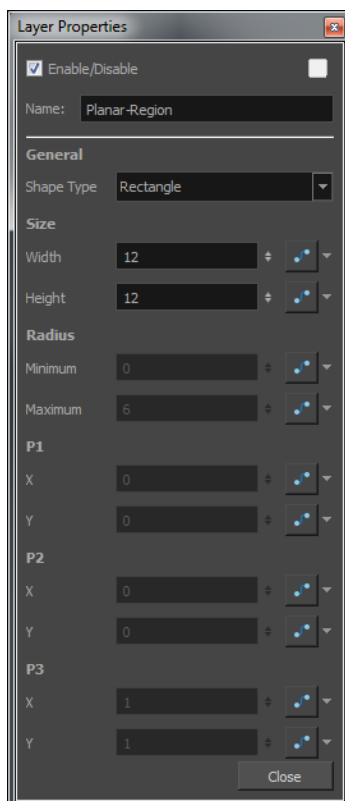 Layer Properties
Enable/Disable
Name: Planar-Region
General
Shape Type Rectangle
Size
Width 12
Height 12
Radius
Minimum 0
Maximum 6
P1
X 0
Y 0
P2
X 0
Y 0
P3
X 1
Y 1
Close